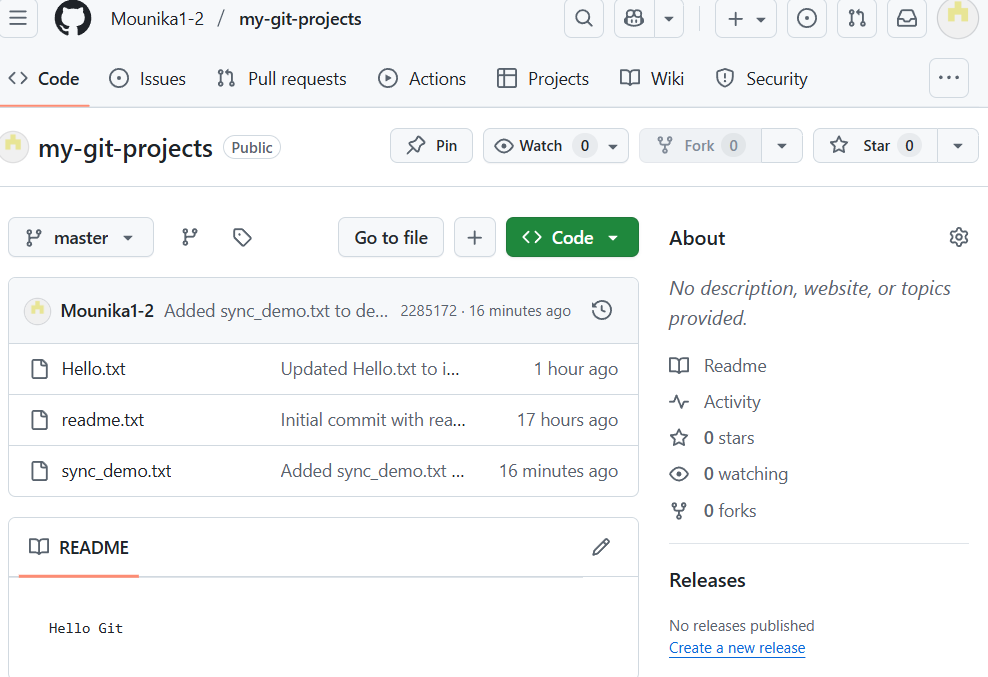 Mounika1-2 / my-git-projects
Code Issues Pull requests Actions Projects Wiki Security
my-git-projects Public Pin Watch 0 Fork 0 Star 0
master Go to file Code
Mounika1-2 Added sync_demo.txt to de... 2285172 · 16 minutes ago
Hello.txt Updated Hello.txt to i... 1 hour ago
readme.txt Initial commit with rea... 17 hours ago
sync_demo.txt Added sync_demo.txt ... 16 minutes ago
README
Hello Git
About
No description, website, or topics
provided.
Readme
Activity
0 stars
0 watching
0 forks
Releases
No releases published
Create a new release